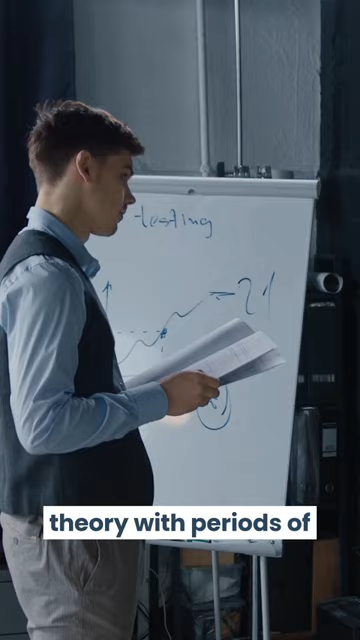 -testing
21
theory with periods of